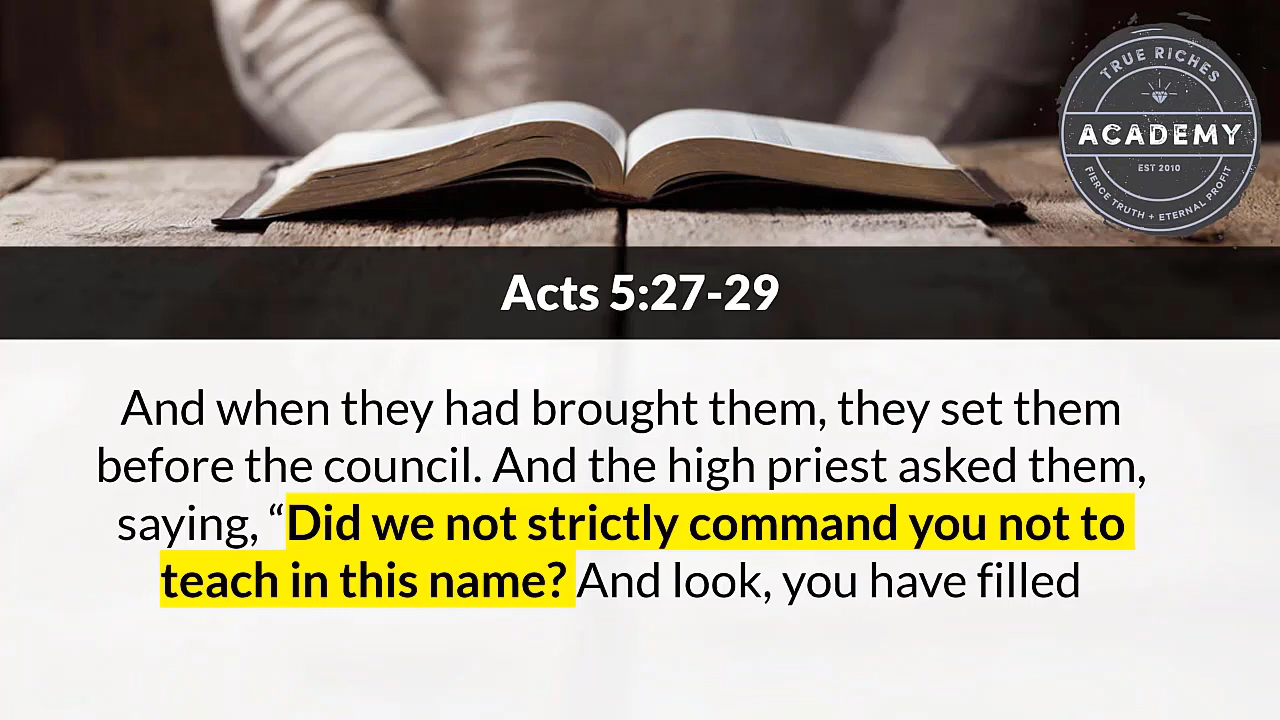 TRUE RICHES
ACADEMY
EST 2010
FIERCE TRUTH + ETERNAL PROFIT
Acts 5:27-29
And when they had brought them, they set them
before the council. And the high priest asked them,
saying, “Did we not strictly command you not to
teach in this name? And look, you have filled